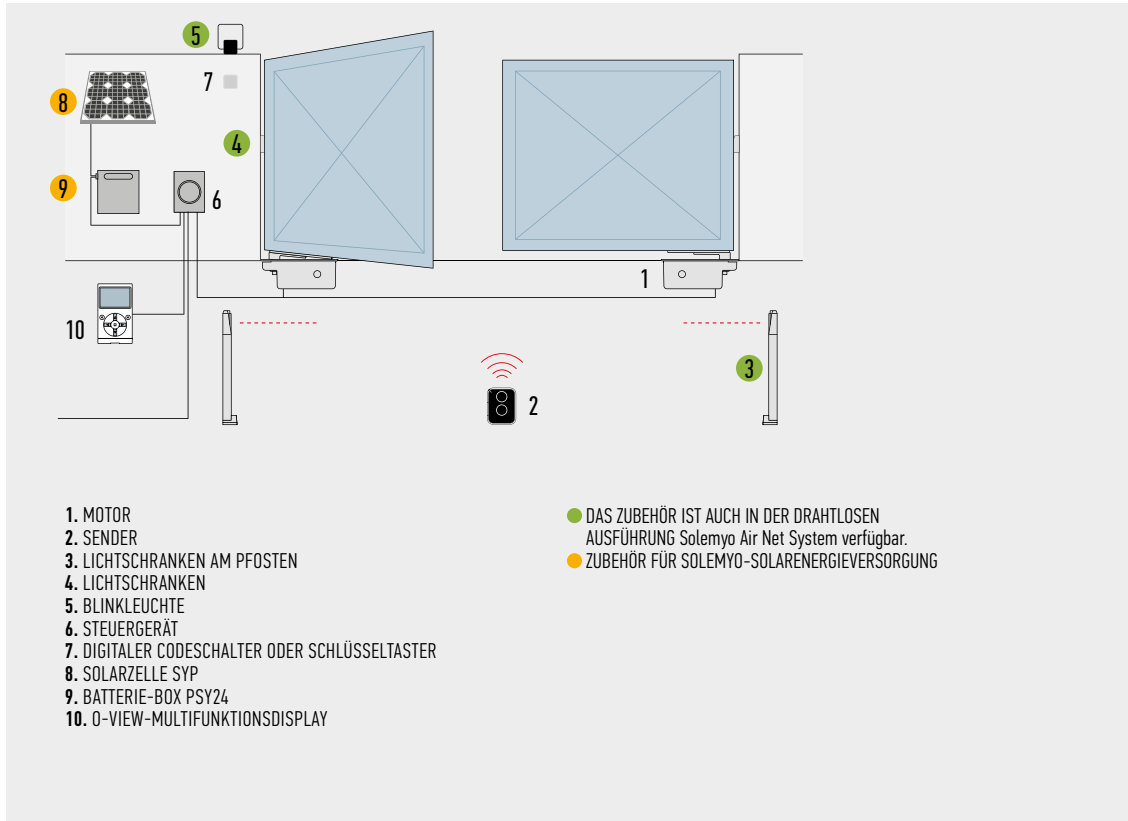 5
7
8
4
9
6
1
10
3
2
1. MOTOR
2. SENDER
3. LICHTSCHRANKEN AM PFOSTEN
4. LICHTSCHRANKEN
5. BLINKLEUCHTE
6. STEUERGERÄT
7. DIGITALER CODESCHALTER ODER SCHLÜSSELTASTER
8. SOLARZELLE SYP
9. BATTERIE-BOX PSY24
10. O-VIEW-MULTIFUNKTIONSDISPLAY
DAS ZUBEHÖR IST AUCH IN DER DRAHTLOSEN
AUSFÜHRUNG Solemyo Air Net System verfügbar.
ZUBEHÖR FÜR SOLEMYO-SOLARENERGIEVERSORGUNG